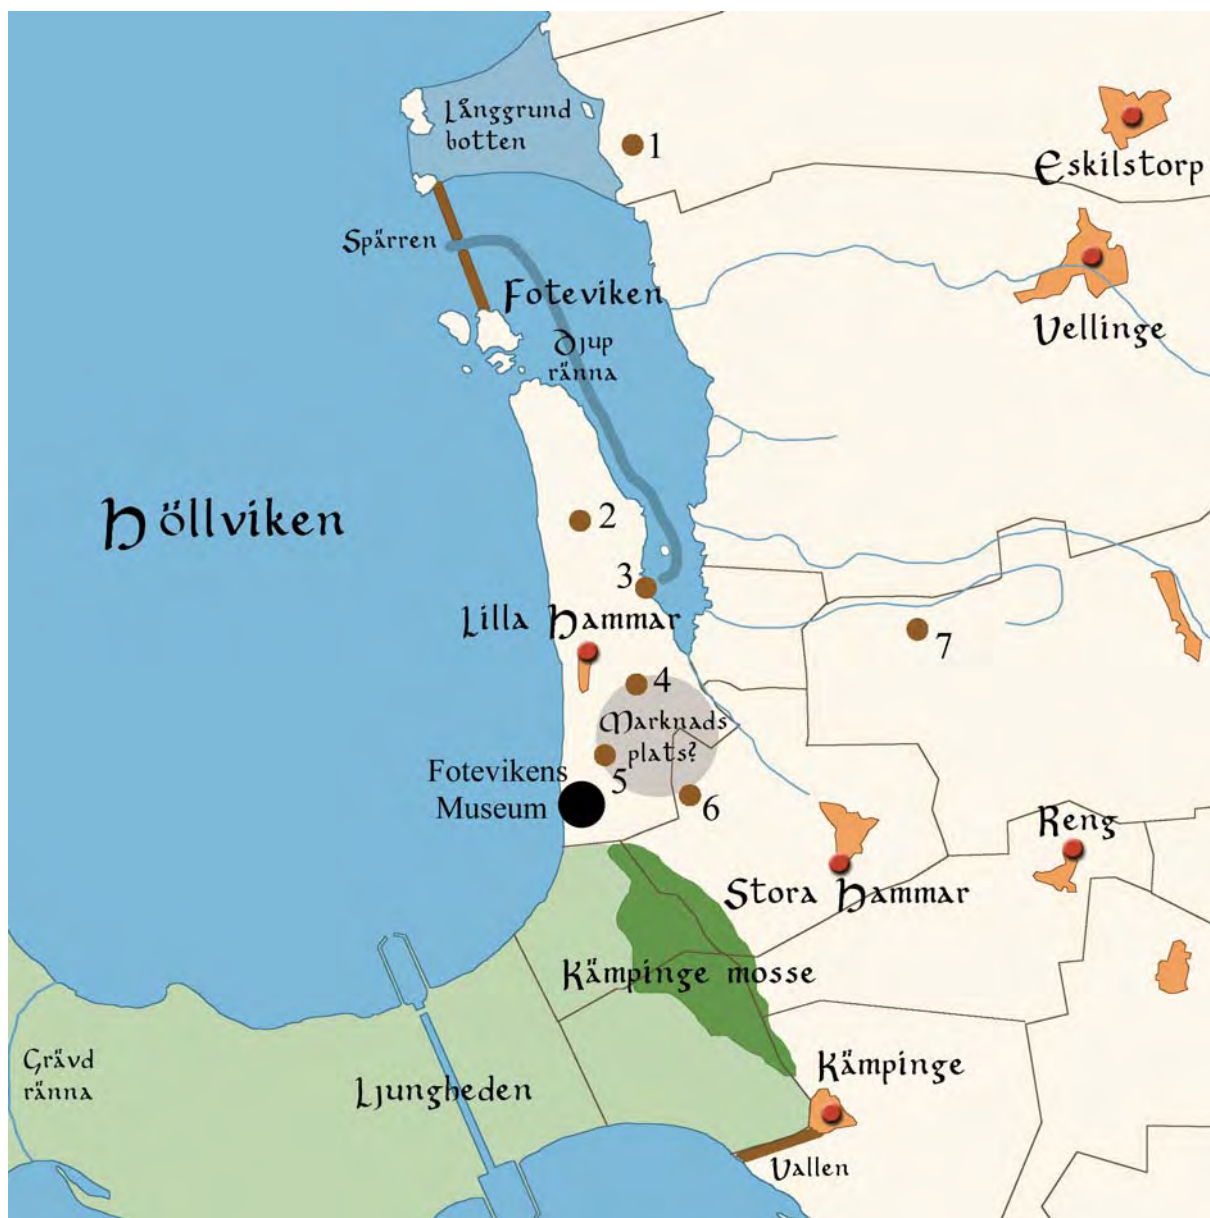 Långgrund
botten
1
Eskilstorp
Spärren
Foteviken
Vellinge
Djup
ränna
Höllviken
2
3
Lilla Hammar
7
4
Marknads
plats?
5
Fotevikens
Museum
6
Reng
Stora Hammar
Kämpinge mosse
Grävd
ränna
Ljungheden
Kämpinge
Vallen